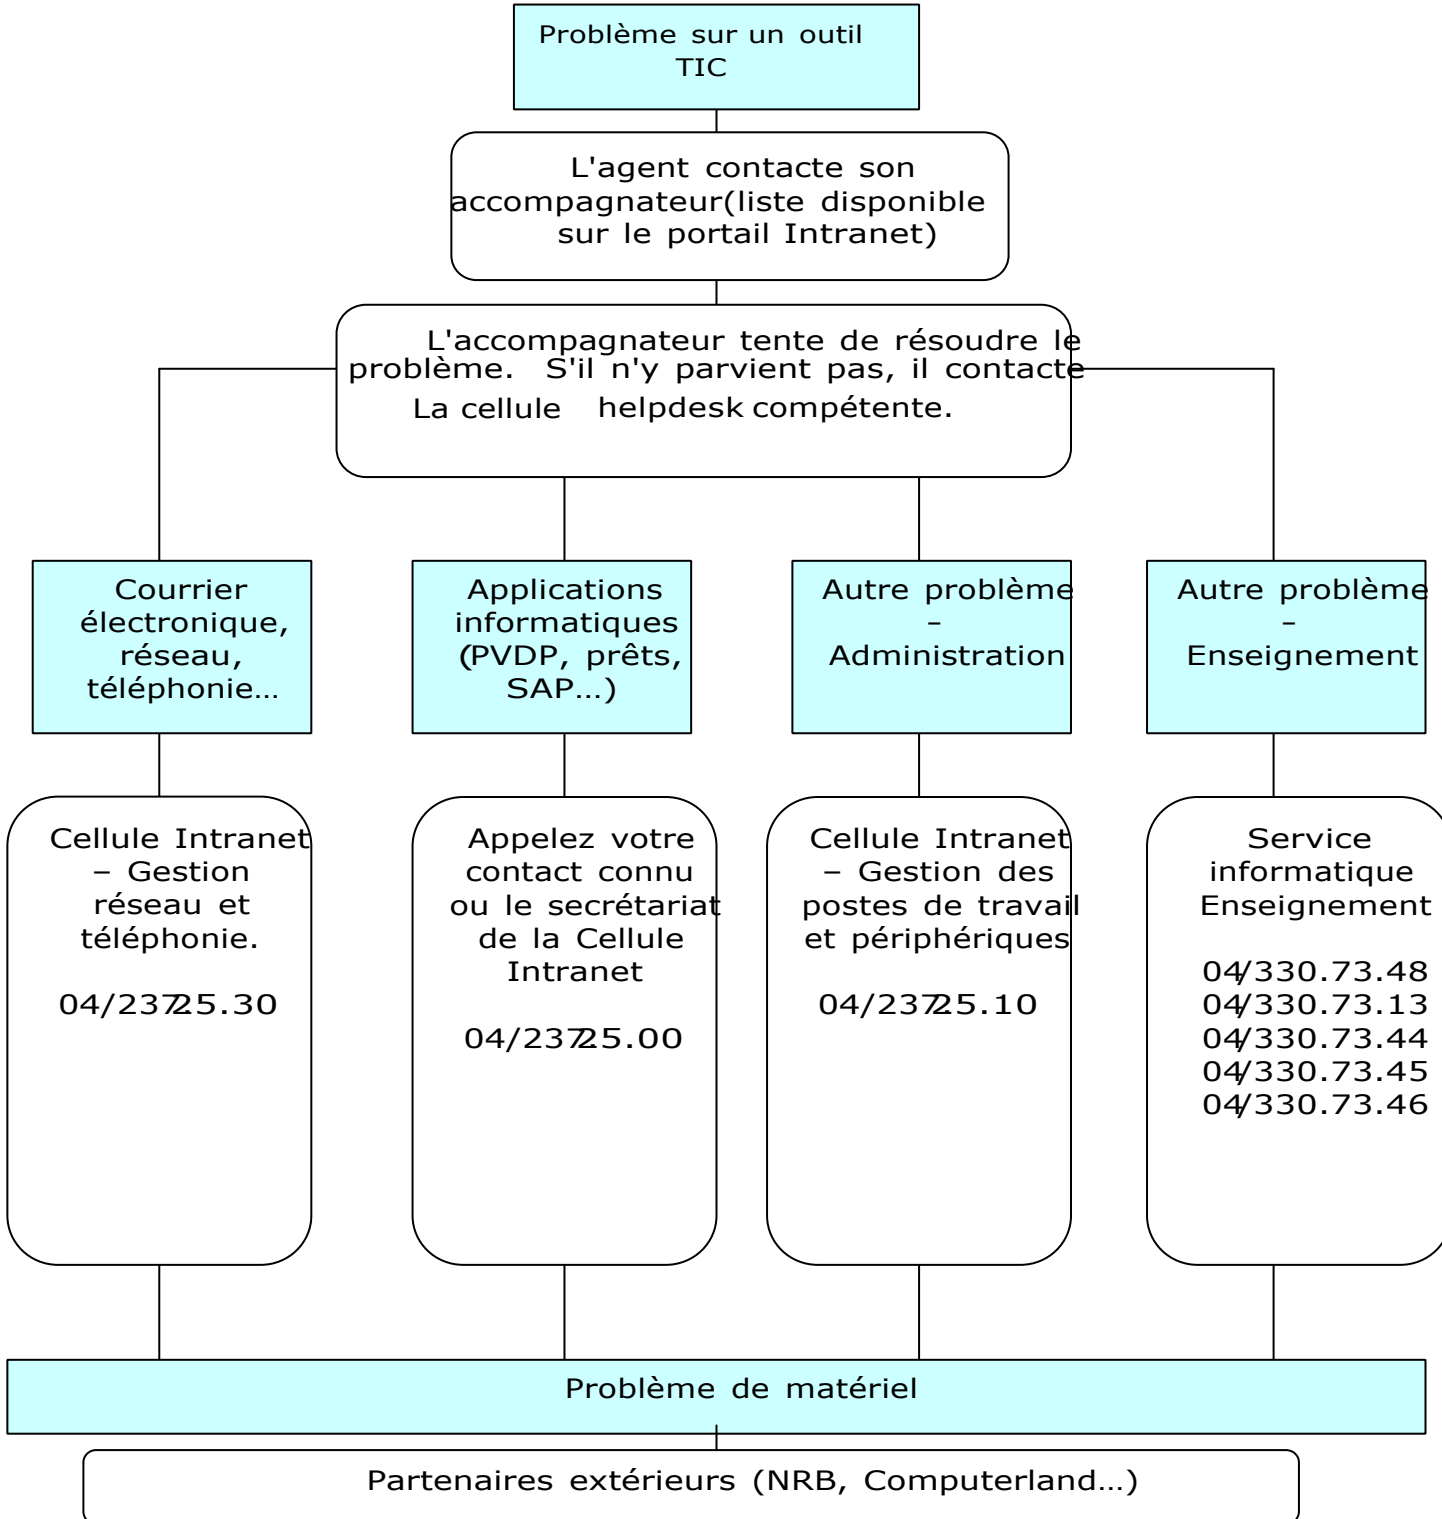 Problème sur un outil
TIC
L'agent contacte son
accompagnateur(liste disponible
sur le portail Intranet)
L'accompagnateur tente de résoudre le
problème. S'il n'y parvient pas, il contacte
La cellule helpdesk compétente.
Courrier
électronique,
réseau,
téléphonie…
Applications
informatiques
(PVDP, prêts,
SAP…)
Autre problème
–
Administration
Autre problème
–
Enseignement
Cellule Intranet
– Gestion
réseau et
téléphonie.
04/237.25.30
Appelez votre
contact connu
ou le secrétariat
de la Cellule
Intranet
04/237.25.00
Cellule Intranet
– Gestion des
postes de travail
et périphériques
04/237.25.10
Service
informatique
Enseignement
04/330.73.48
04/330.73.13
04/330.73.44
04/330.73.45
04/330.73.46
Problème de matériel
Partenaires extérieurs (NRB, Computerland…)